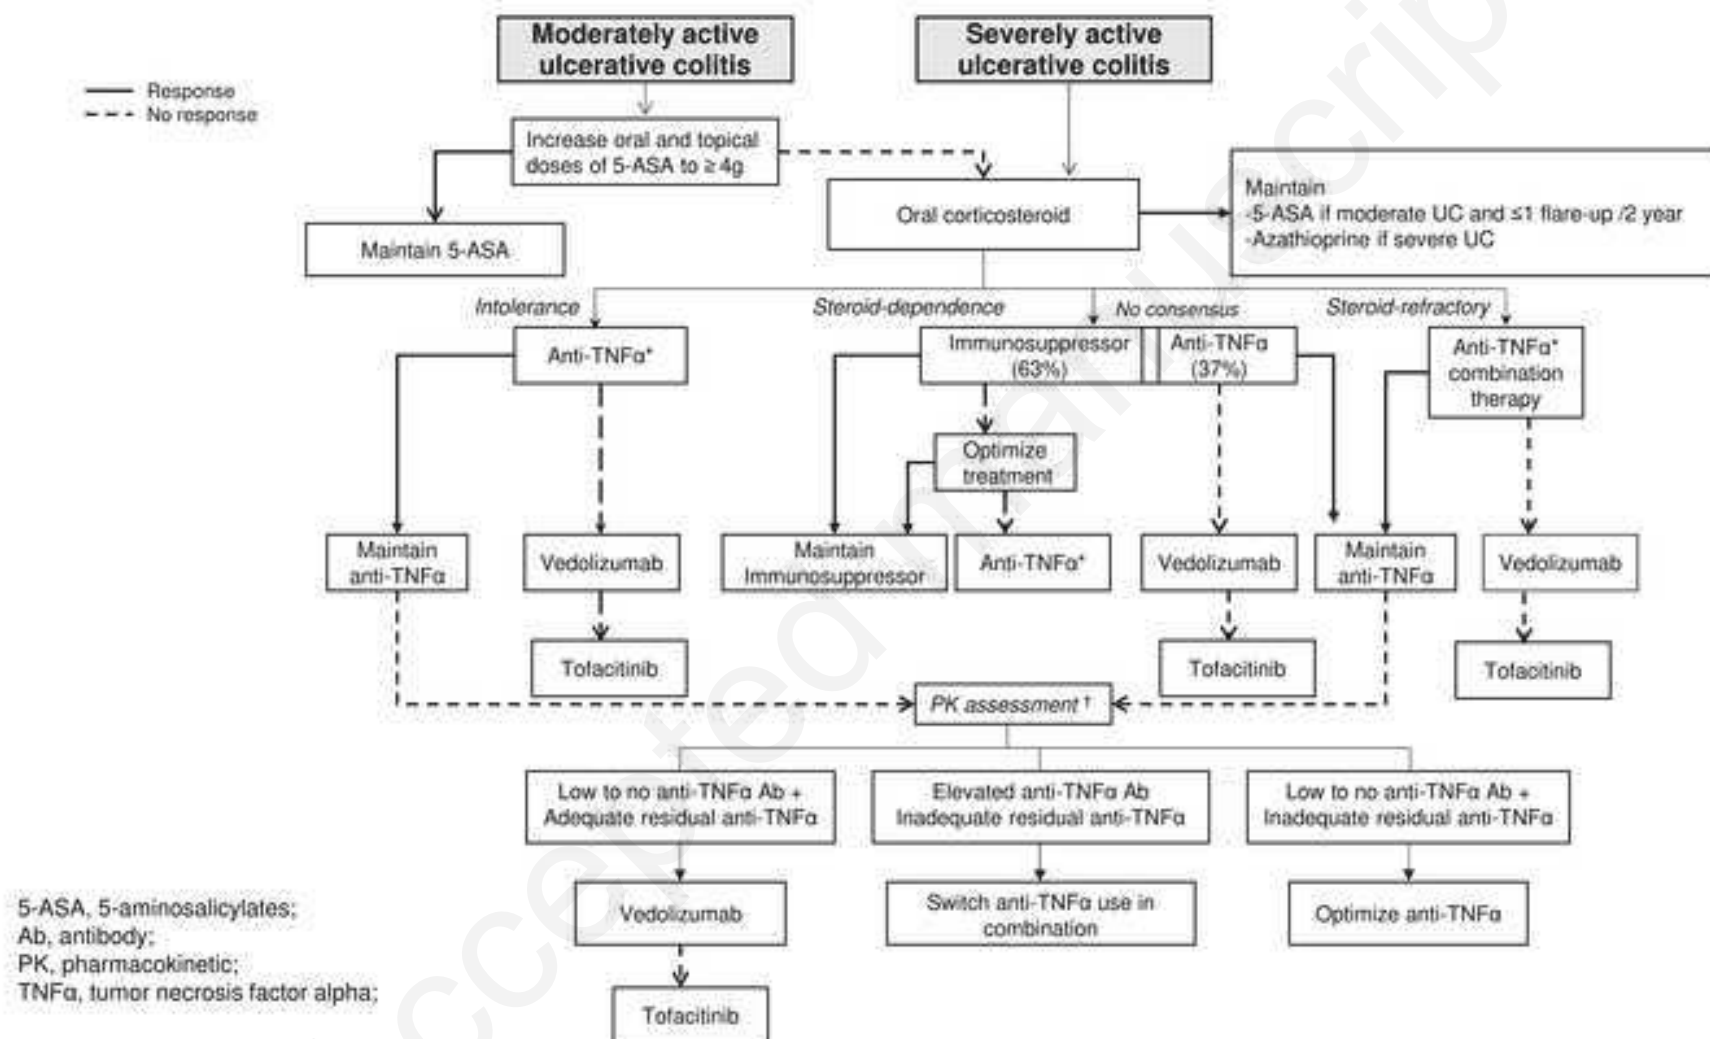 Moderately active
ulcerative colitis
Severely active
ulcerative colitis
Response
No response
Increase oral and topical
doses of 5-ASA to ≥ 4g
Oral corticosteroid
Maintain
-5-ASA if moderate UC and ≤1 flare-up /2 year
-Azathioprine if severe UC
Maintain 5-ASA
Intolerance
Steroid-dependence
No consensus
Steroid-refractory
Anti-TNFα*
Immunosuppressor
(63%)
Anti-TNFα
(37%)
Anti-TNFα*
combination
therapy
Optimize
treatment
Maintain
anti-TNFα
Vedolizumab
Maintain
Immunosuppressor
Anti-TNFα*
Vedolizumab
Maintain
anti-TNFα
Vedolizumab
Tofacitinib
Tofacitinib
Tofacitinib
PK assessment †
Low to no anti-TNFα Ab +
Adequate residual anti-TNFα
Elevated anti-TNFα Ab
Inadequate residual anti-TNFα
Low to no anti-TNFα Ab +
Inadequate residual anti-TNFα
Vedolizumab
Switch anti-TNFα use in
combination
Optimize anti-TNFα
Tofacitinib
5-ASA, 5-aminosalicylates;
Ab, antibody;
PK, pharmacokinetic;
TNFα, tumor necrosis factor alpha;
ccepted manuscrip